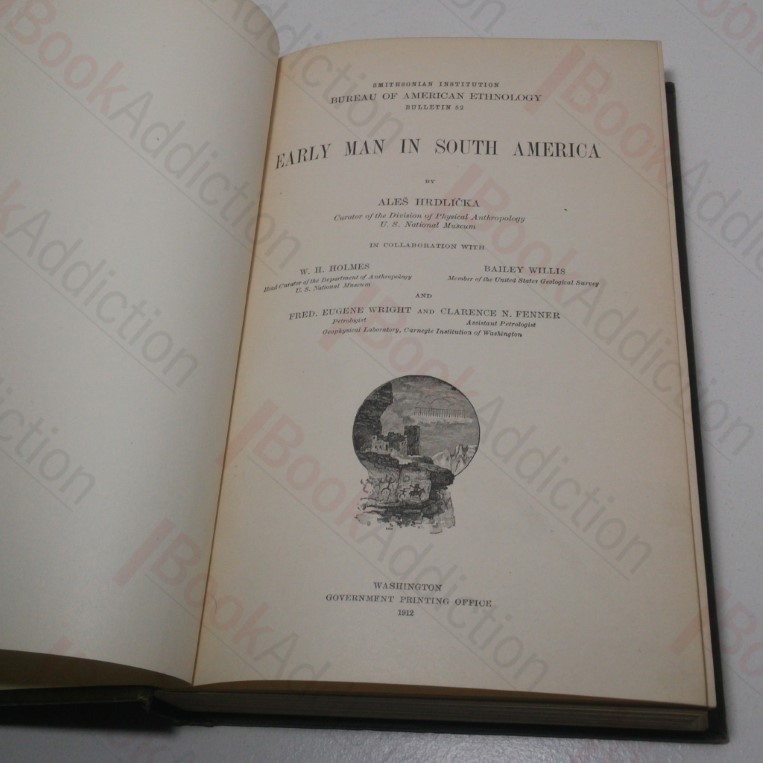 SMITHSONIAN INSTITUTION
BUREAU OF AMERICAN ETHNOLOGY
BULLETIN 52
EARLY MAN IN SOUTH AMERICA
BY
ALEŠ HRDLIČKA
Curator of the Division of Physical Anthropology
U. S. National Museum
IN COLLABORATION WITH
W. H. HOLMES
Head Curator of the Department of Anthropology
U. S. National Museum
BAILEY WILLIS
Member of the United States Geological Survey
AND
FRED. EUGENE WRIGHT AND CLARENCE N. FENNER
Petrologist
Assistant Petrologist
Geophysical Laboratory, Carnegie Institution of Washington
WASHINGTON
GOVERNMENT PRINTING OFFICE
1912
BookAddiction